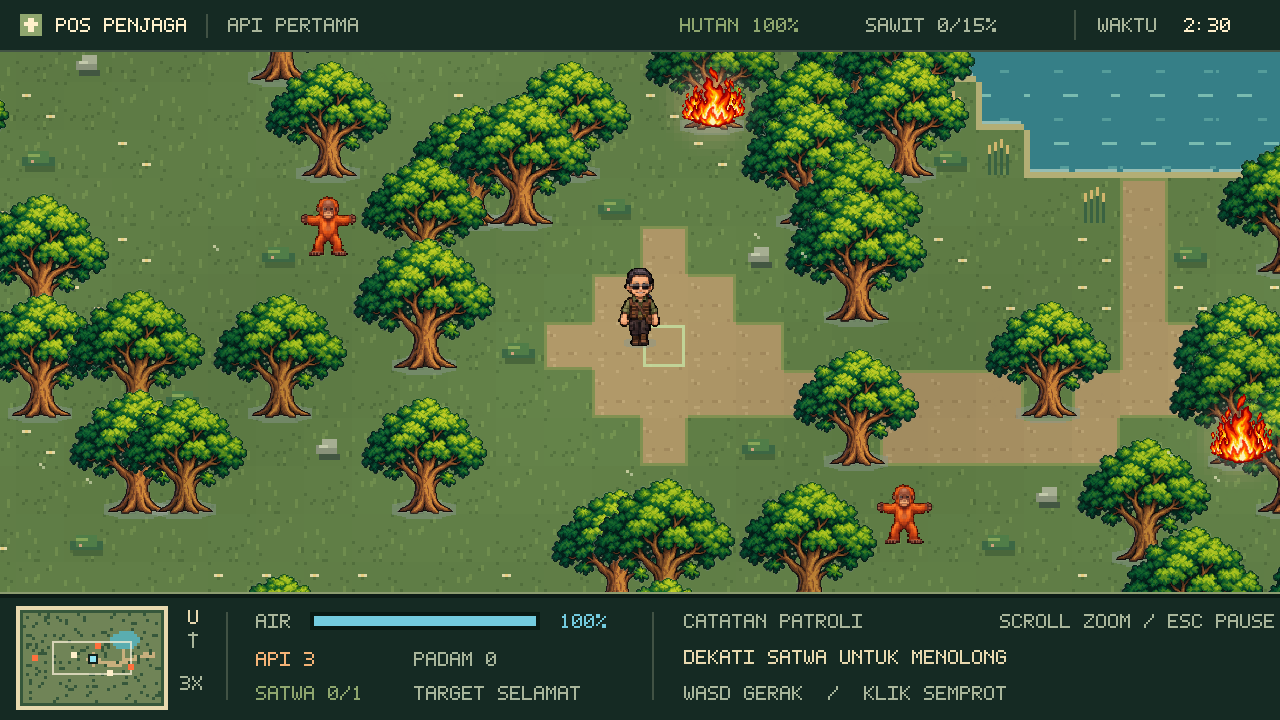 POS PENJAGA API PERTAMA HUTAN 100% SAWIT 0/15% WAKTU 2:30
U
↑
3X
AIR 100%
API 3 PADAM 0
SATWA 0/1 TARGET SELAMAT
CATATAN PATROLI SCROLL ZOOM / ESC PAUSE
DEKATI SATWA UNTUK MENOLONG
WASD GERAK / KLIK SEMPROT